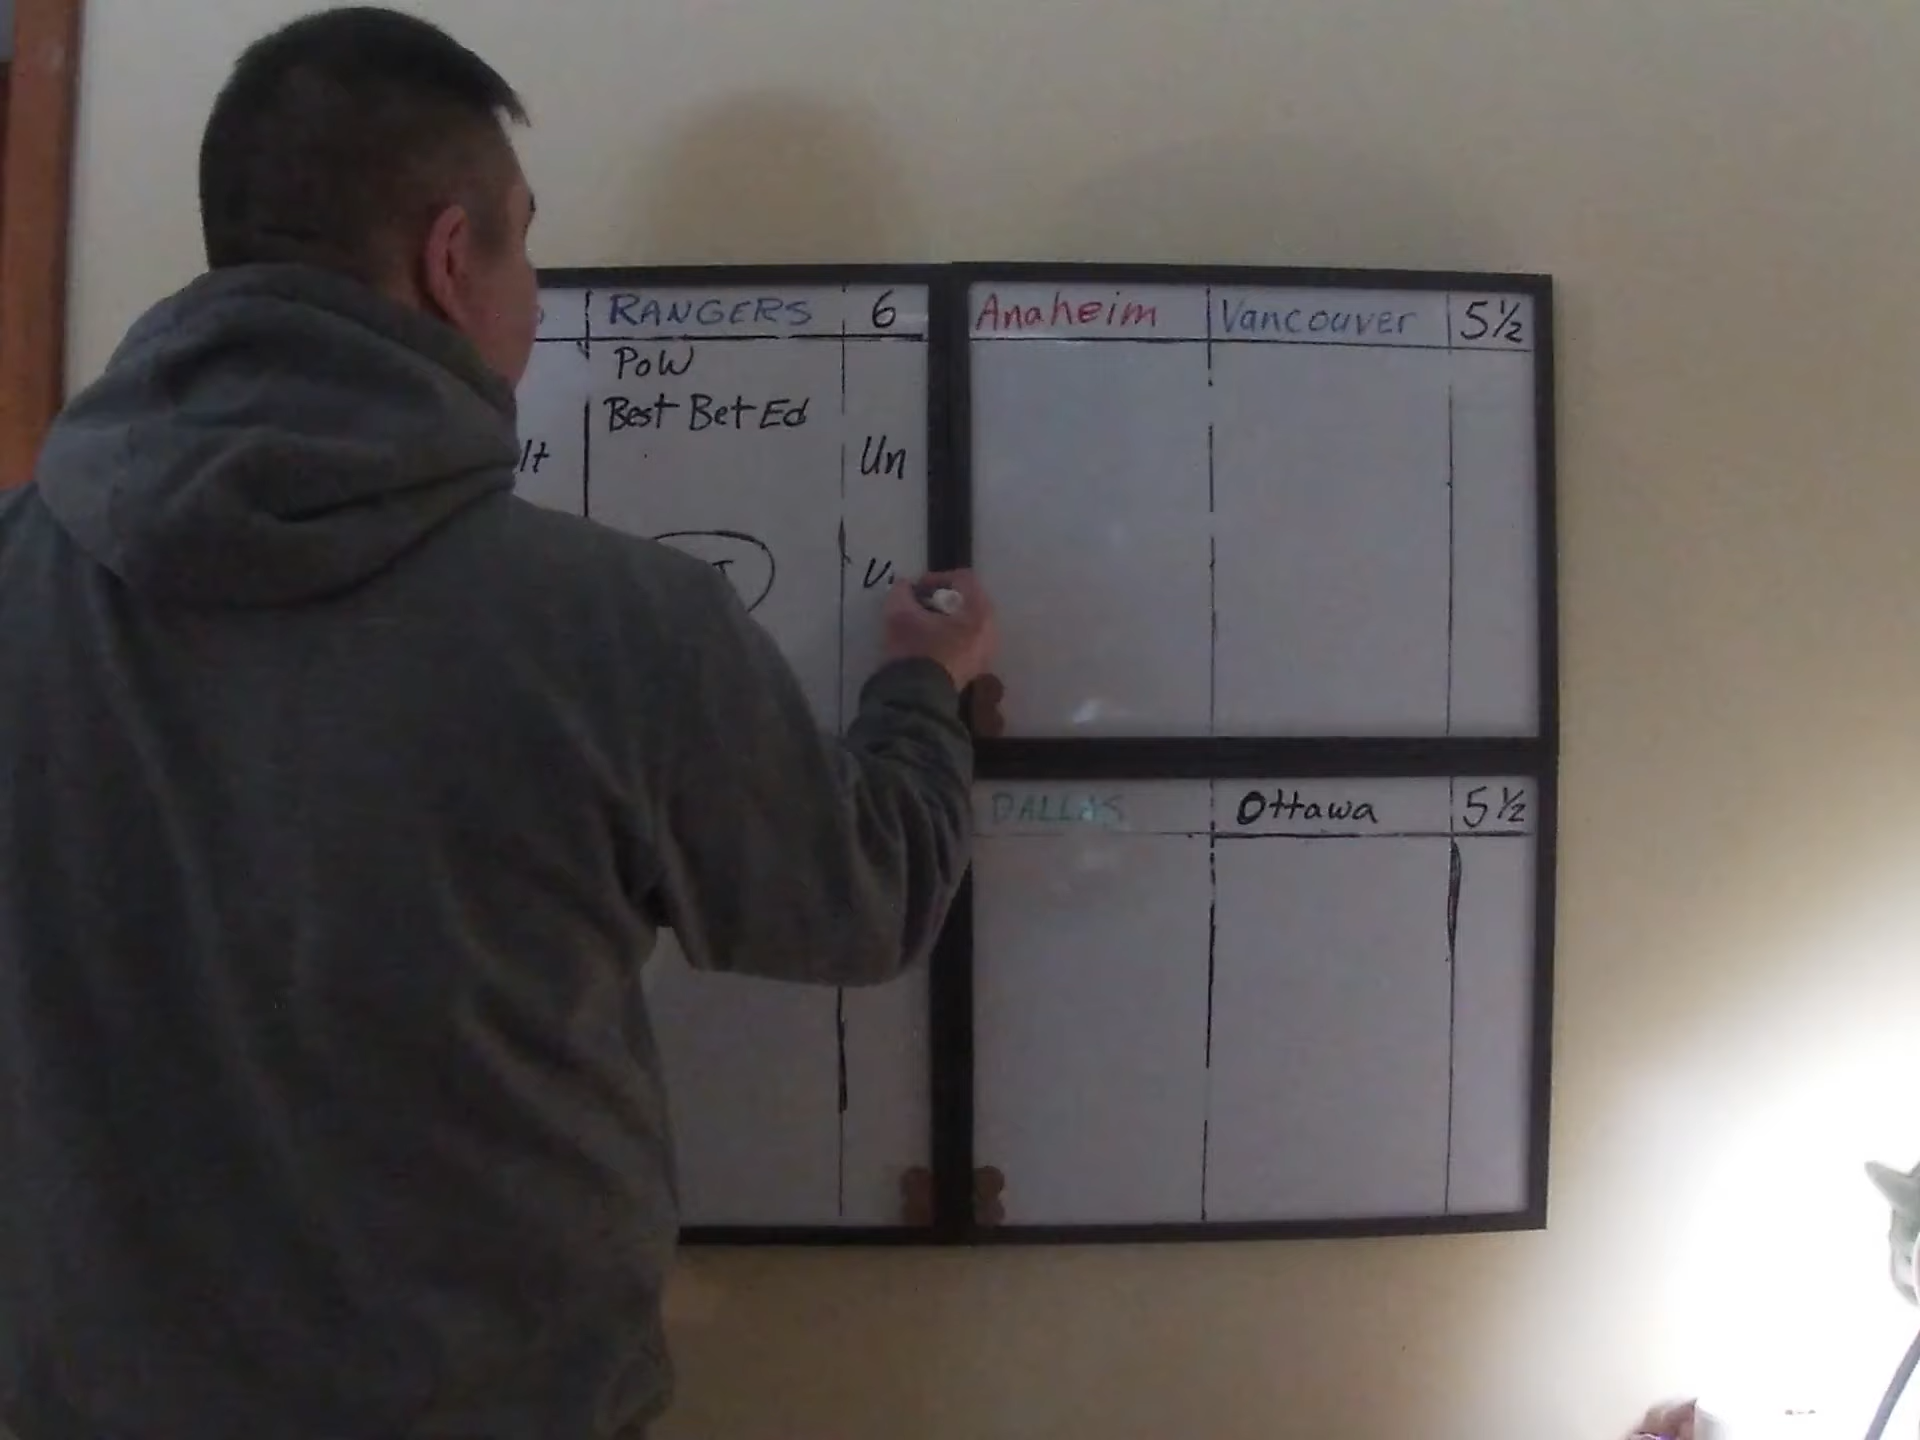 RANGERS 6
PoW
Best Bet Ed
Un
Anaheim Vancouver 5½
DALLAS Ottawa 5½